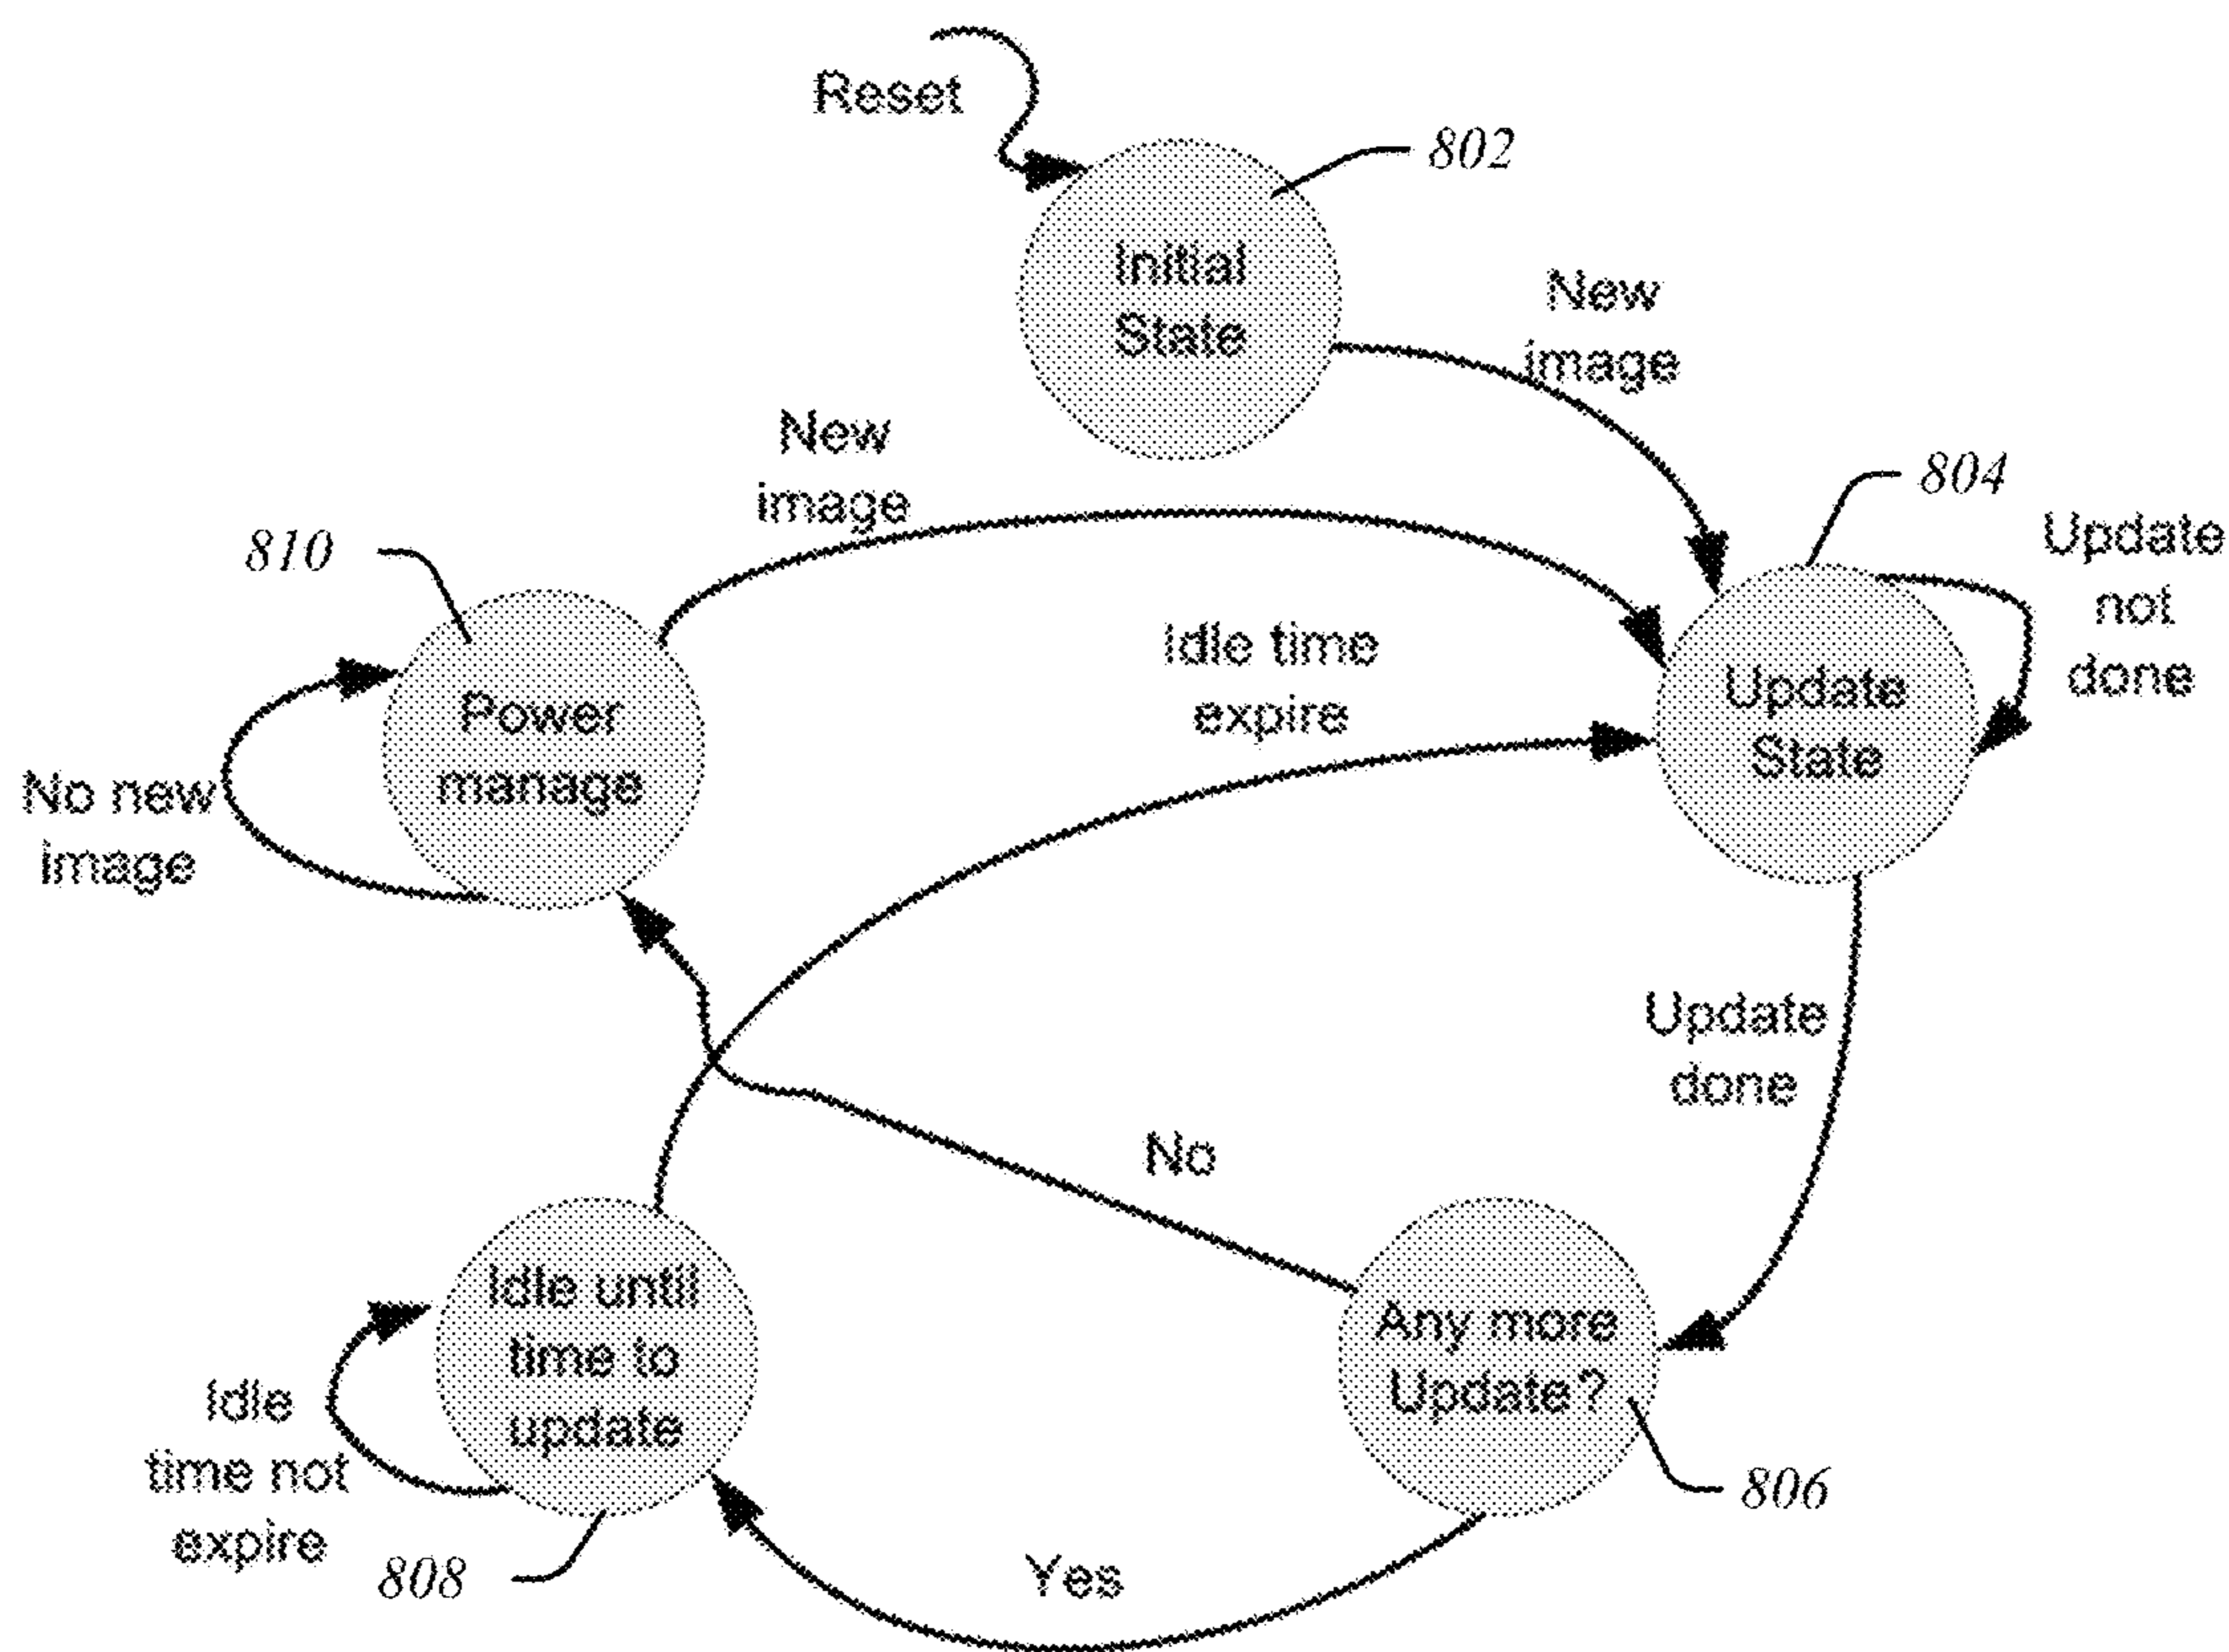 Reset
802
Initial
State
New
image
New
image
804
Update
not
done
810
Idle time
expire
Update
State
Power
manage
No new
image
Update
done
No
Idle until
time to
update
Any more
Update?
Idle
time not
expire
806
808
Yes